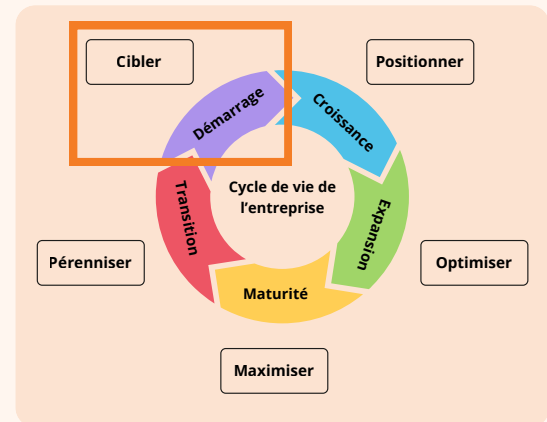 Cibler
Positionner
Démarrage
Croissance
Cycle de vie de
l'entreprise
Transition
Expansion
Pérenniser
Optimiser
Maturité
Maximiser